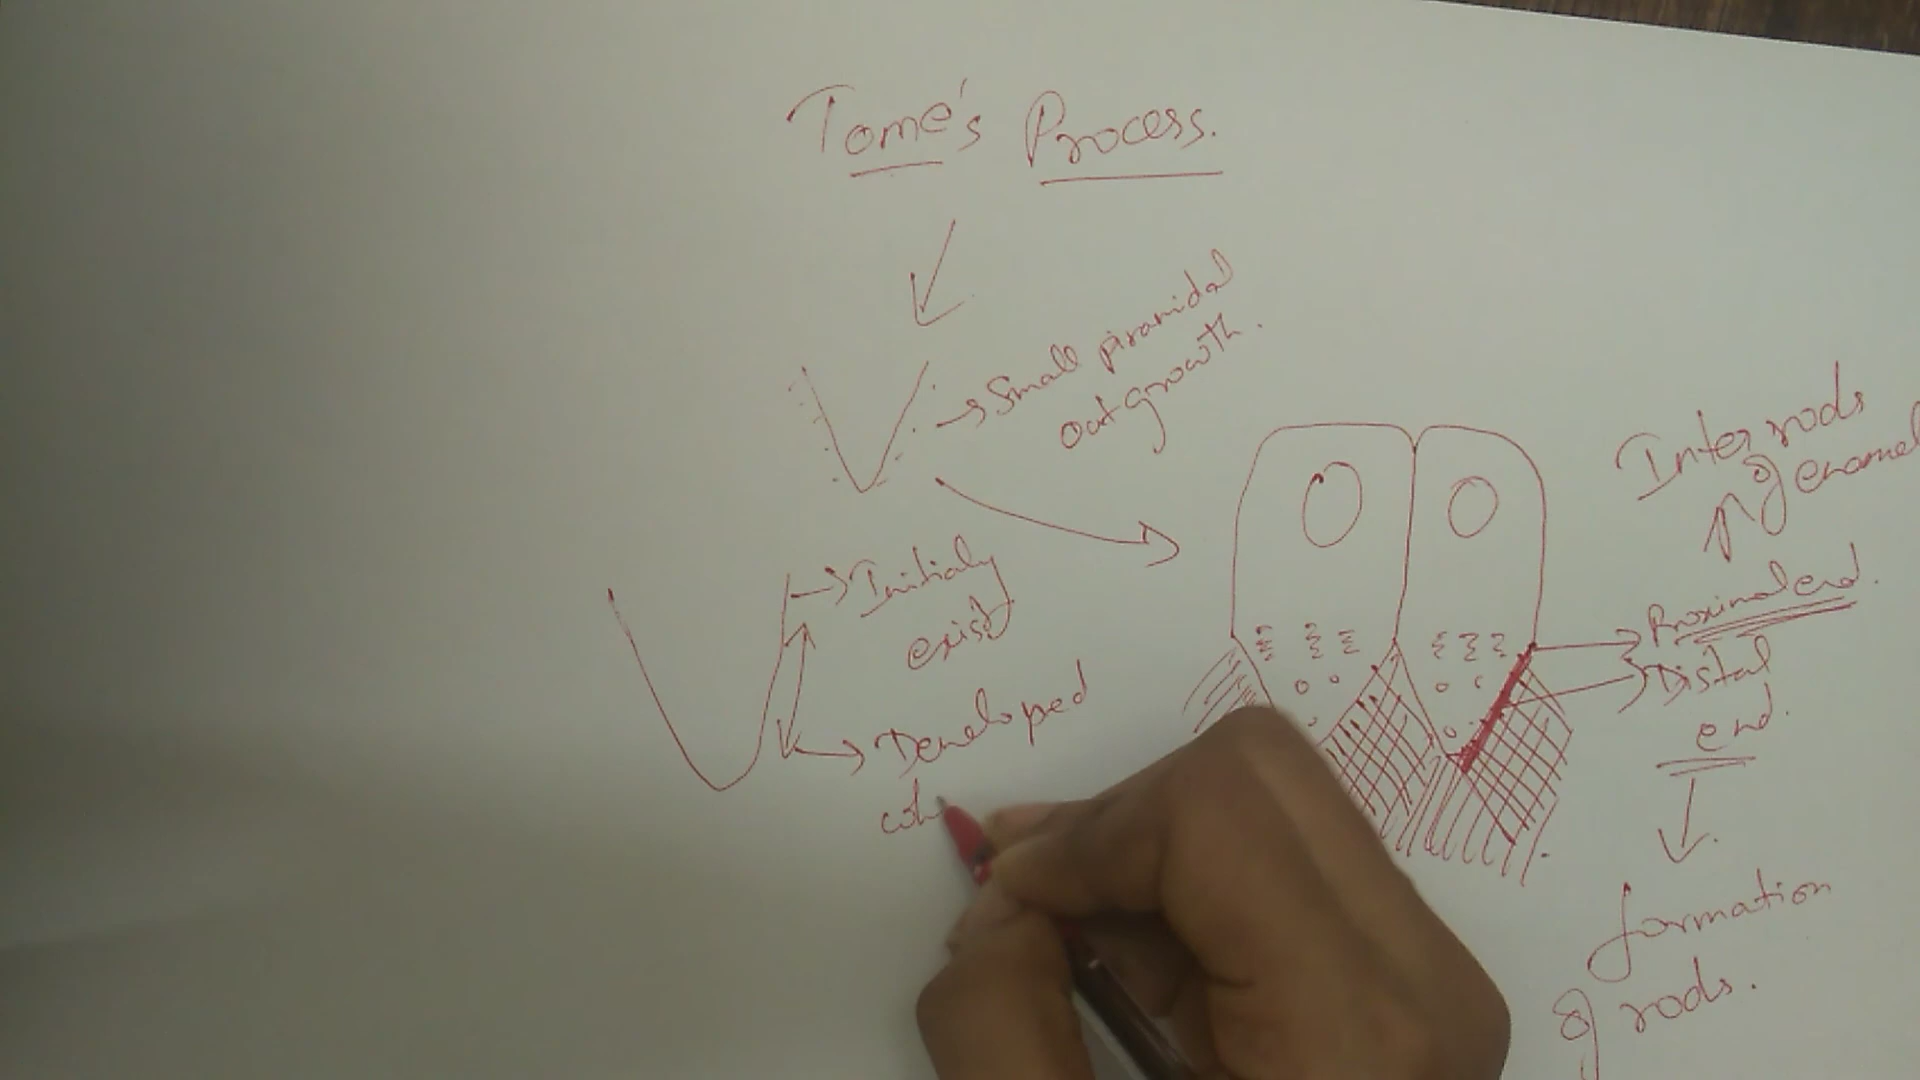 Tome's Process.
Small piramidal
outgrowth.
Initialy
exist
Developed
Inter rods
of enamel
Proximal end.
Distal
end.
formation
of rods.